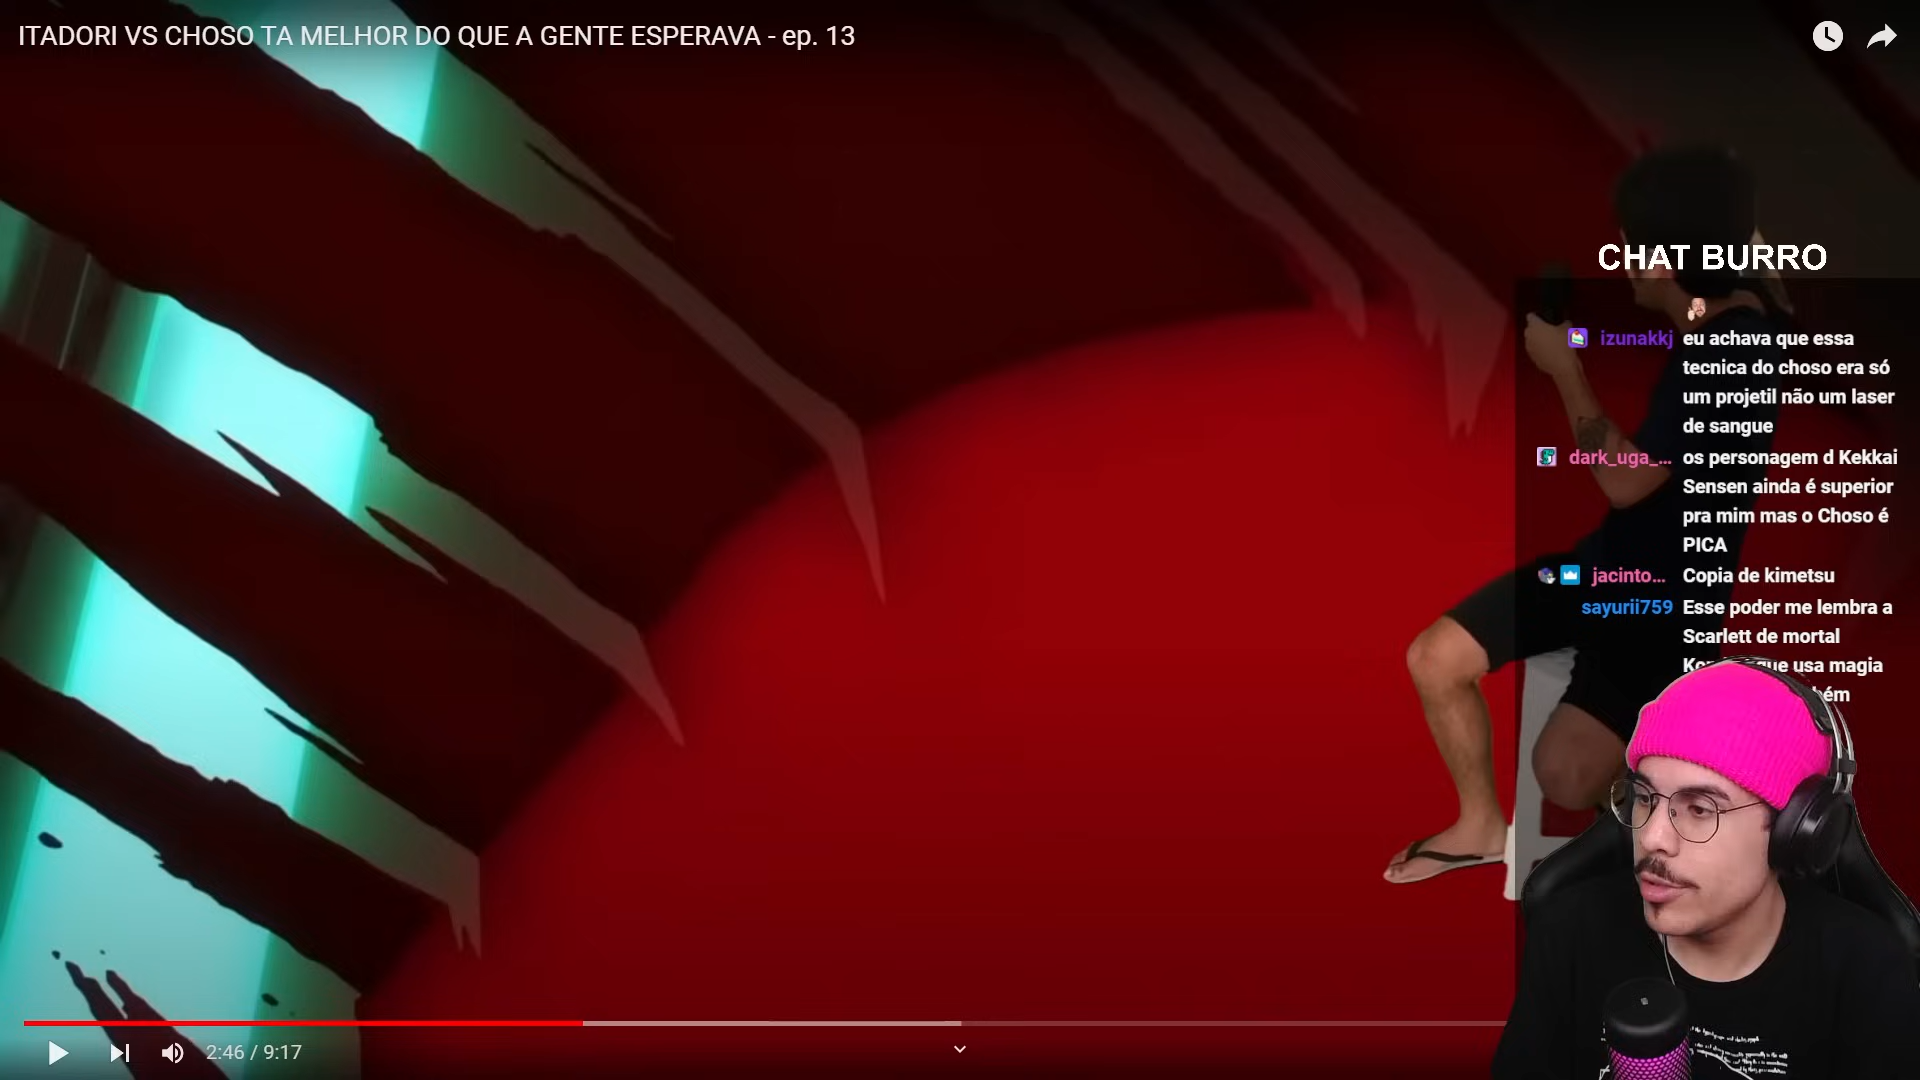 ITADORI VS CHOSO TA MELHOR DO QUE A GENTE ESPERAVA - ep. 13
CHAT BURRO
izunakkj eu achava que essa
tecnica do choso era só
um projetil não um laser
de sangue
dark_uga_... os personagem d Kekkai
Sensen ainda é superior
pra mim mas o Choso é
PICA
jacinto... Copia de kimetsu
sayurii759 Esse poder me lembra a
Scarlett de mortal
que usa magia
2:46 / 9:17